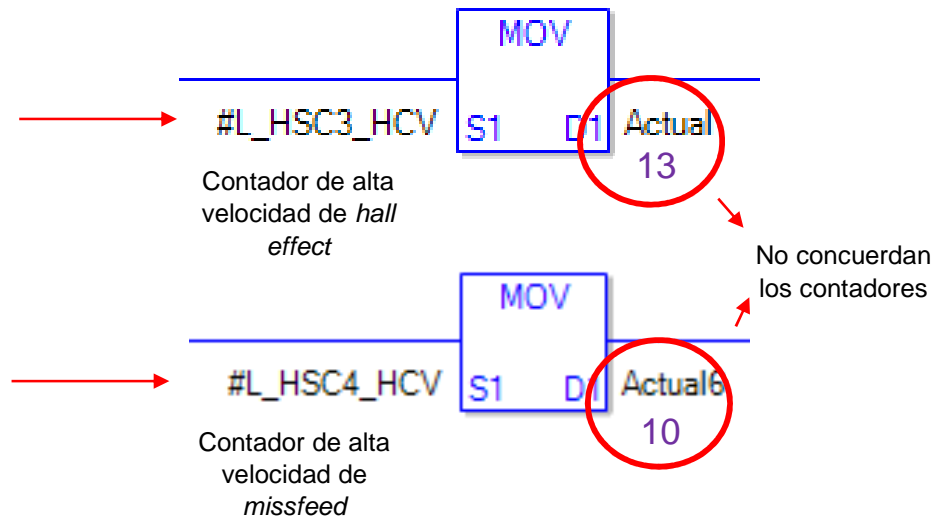 MOV
#L_HSC3_HCV S1 D1 Actual
13
Contador de alta
velocidad de hall
effect
No concuerdan
los contadores
MOV
#L_HSC4_HCV S1 D1 Actual6
10
Contador de alta
velocidad de
missfeed